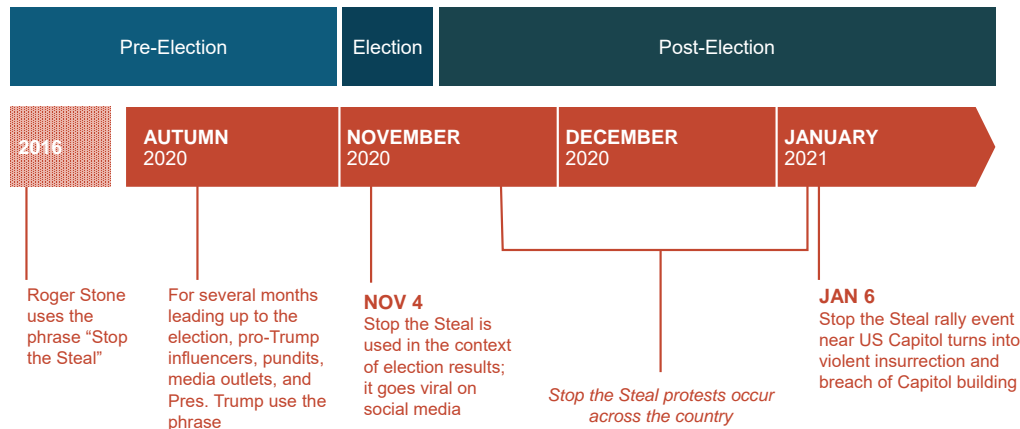 Pre-Election
Election
Post-Election
2016
AUTUMN
2020
NOVEMBER
2020
DECEMBER
2020
JANUARY
2021
Roger Stone
uses the
phrase “Stop
the Steal”
For several months
leading up to the
election, pro-Trump
influencers, pundits,
media outlets, and
Pres. Trump use the
phrase
NOV 4
Stop the Steal is
used in the context
of election results;
it goes viral on
social media
Stop the Steal protests occur
across the country
JAN 6
Stop the Steal rally event
near US Capitol turns into
violent insurrection and
breach of Capitol building